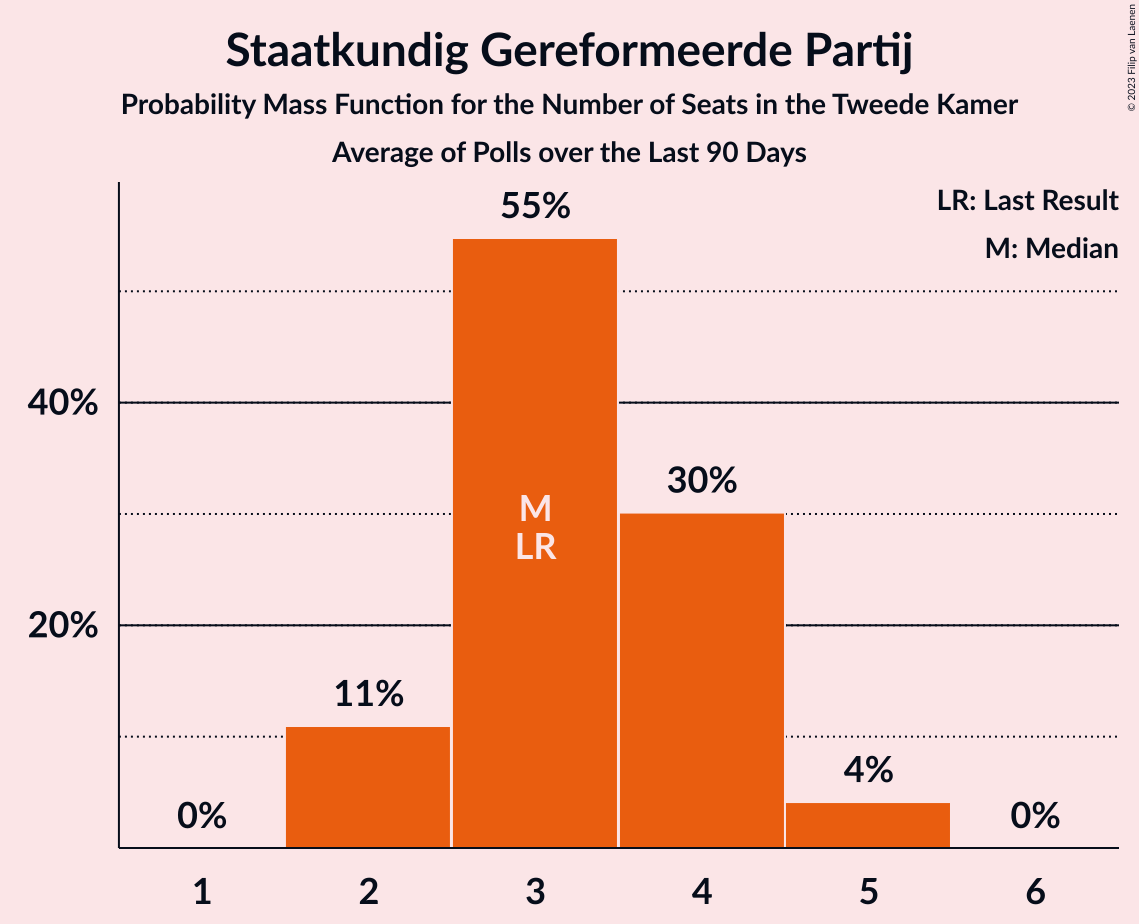 Staatkundig Gereformeerde Partij
Probability Mass Function for the Number of Seats in the Tweede Kamer
Average of Polls over the Last 90 Days
© 2023 Filip van Laenen
LR: Last Result
M: Median
55%
40%
30%
M
LR
20%
11%
4%
0%
0%
1
2
3
4
5
6